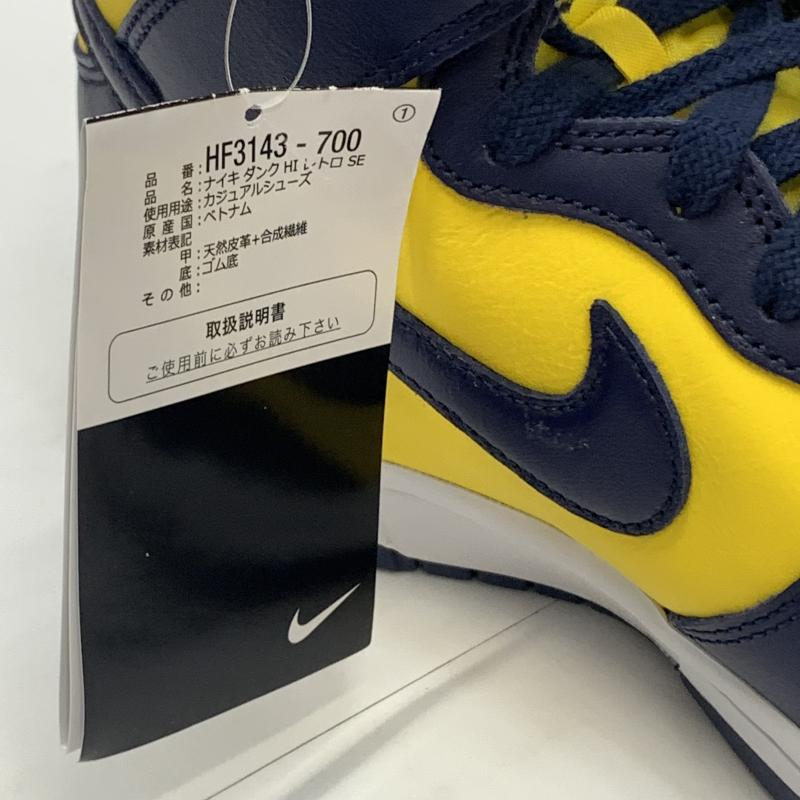 ①
品番:HF3143-700
品名:ナイキ ダンク HI レトロ SE
使用用途:カジュアルシューズ
原産国:ベトナム
素材表記
甲:天然皮革+合成繊維
底:ゴム底
その他:
取扱説明書
ご使用前に必ずお読み下さい